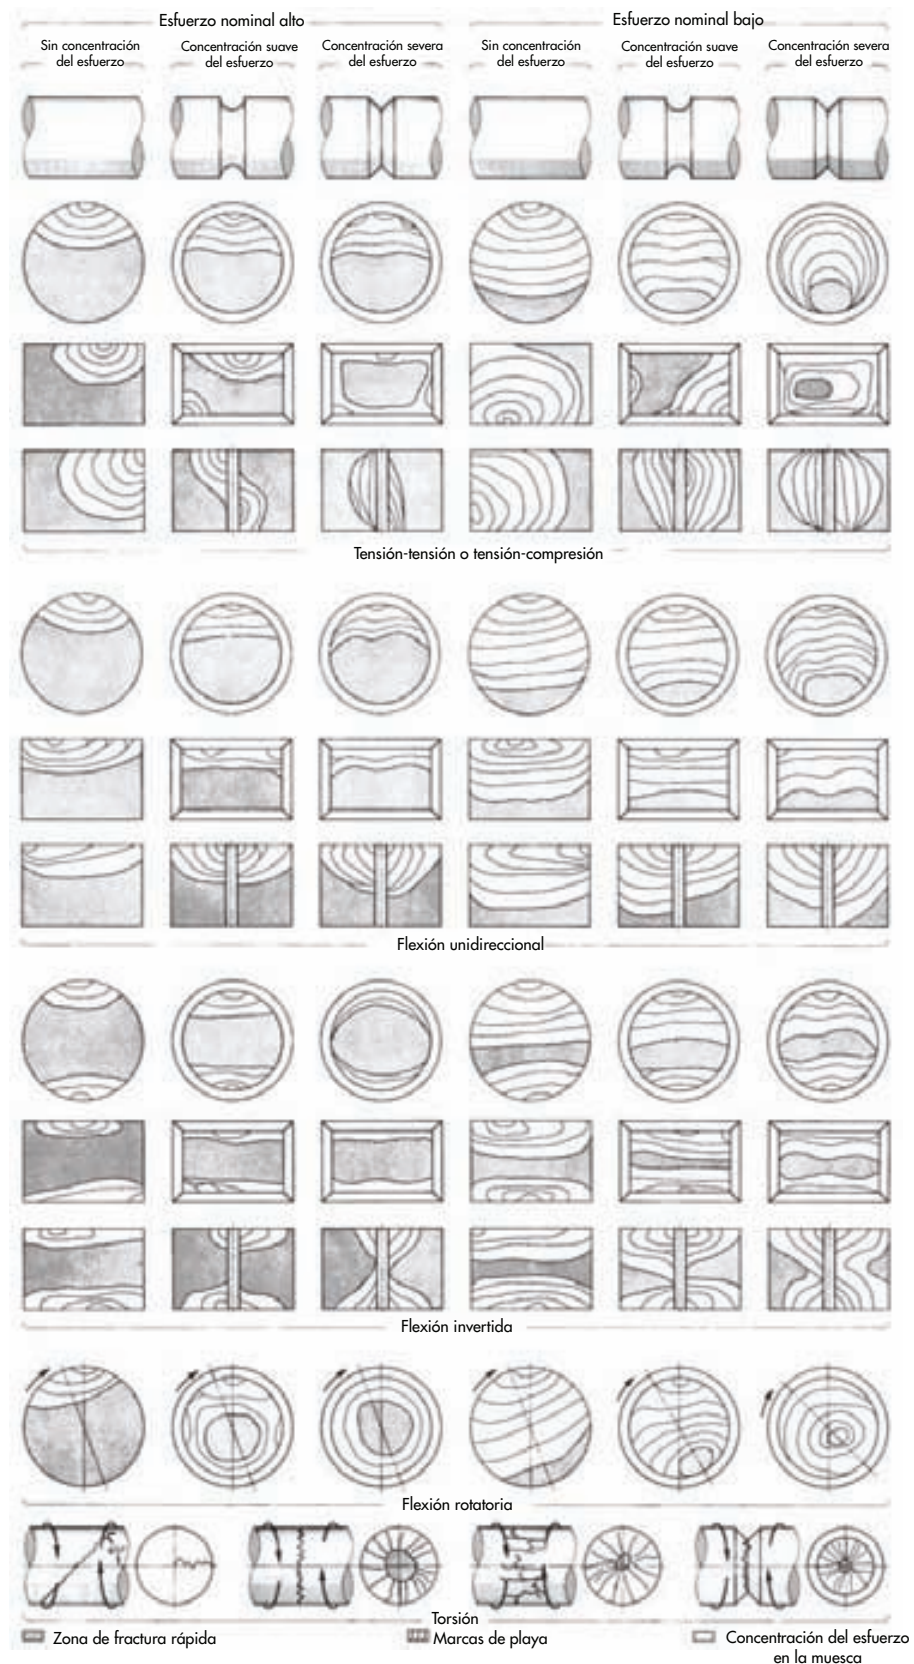 Esfuerzo nominal alto
Esfuerzo nominal bajo
Sin concentración
del esfuerzo
Concentración suave
del esfuerzo
Concentración severa
del esfuerzo
Sin concentración
del esfuerzo
Concentración suave
del esfuerzo
Concentración severa
del esfuerzo
Tensión-tensión o tensión-compresión
Flexión unidireccional
Flexión invertida
Flexión rotatoria
Torsión
Zona de fractura rápida
Marcas de playa
Concentración del esfuerzo
en la muesca